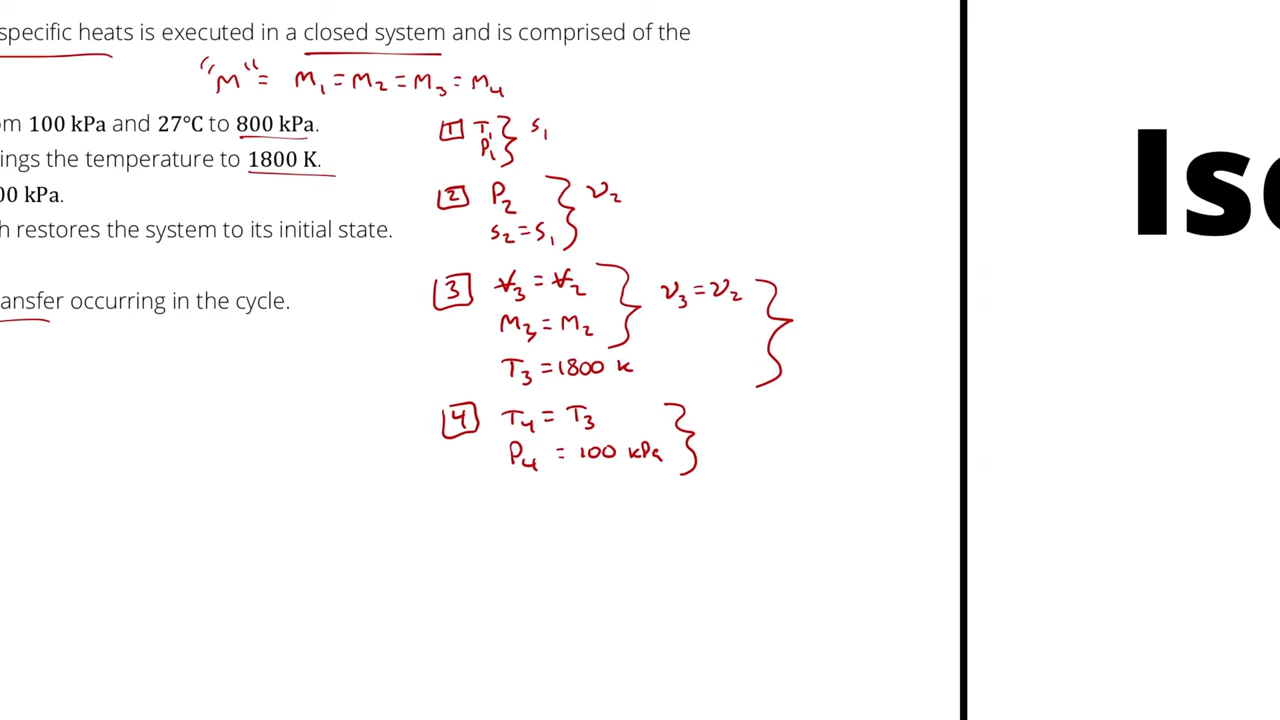 specific heats is executed in a closed system and is comprised of the
"m" = m₁ = m₂ = m₃ = m₄
om 100 kPa and 27°C to 800 kPa.
1 T₁ P₁ } s₁
ings the temperature to 1800 K.
00 kPa.
2 P₂
s₂ = s₁ } v₂
h restores the system to its initial state.
3 V₃ = V₂
m₃ = m₂ } v₃ = v₂ }
ansfer occurring in the cycle.
T₃ = 1800 K
4 T₄ = T₃
P₄ = 100 kPa }
Ise